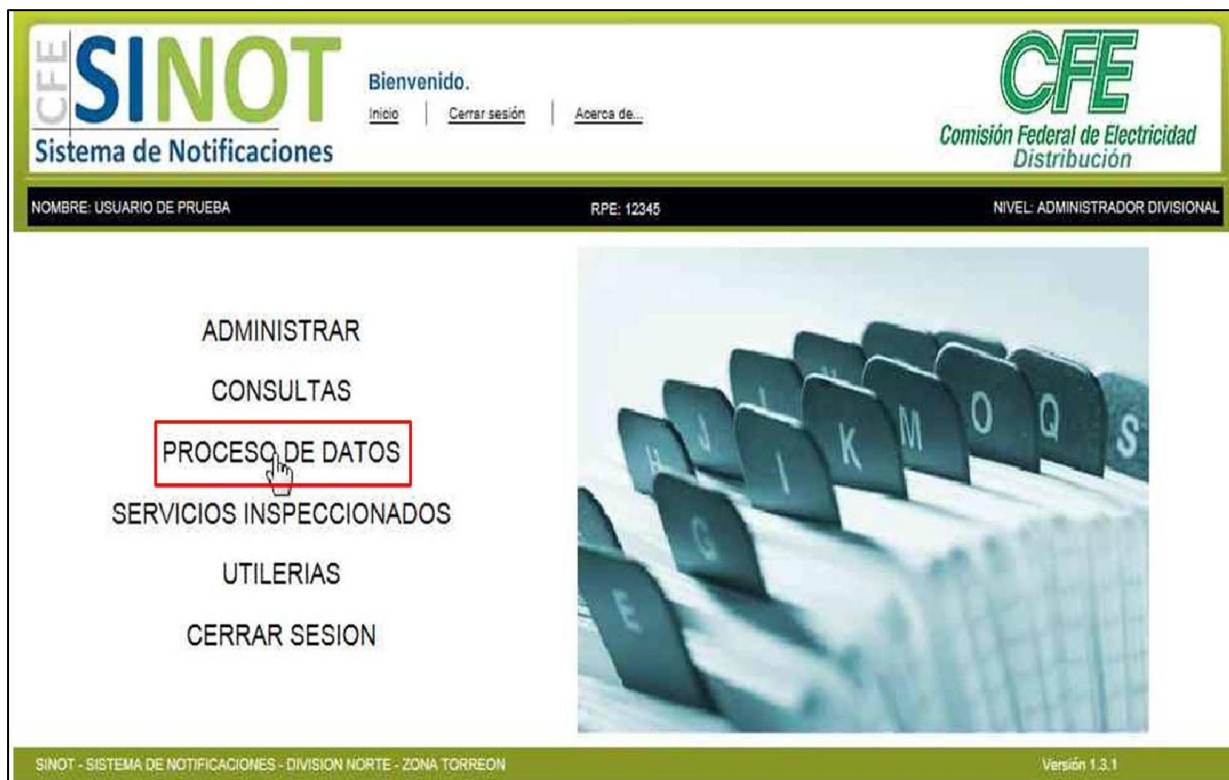 CFE
SINOT
Sistema de Notificaciones
Bienvenido.
Inicio | Cerrar sesión | Acerca de...
CFE
Comisión Federal de Electricidad
Distribución
NOMBRE: USUARIO DE PRUEBA RPE: 12345 NIVEL: ADMINISTRADOR DIVISIONAL
ADMINISTRAR
CONSULTAS
PROCESO DE DATOS
SERVICIOS INSPECCIONADOS
UTILERIAS
CERRAR SESION
H J I K M O Q S
G
E
SINOT - SISTEMA DE NOTIFICACIONES - DIVISION NORTE - ZONA TORREON Versión 1.3.1